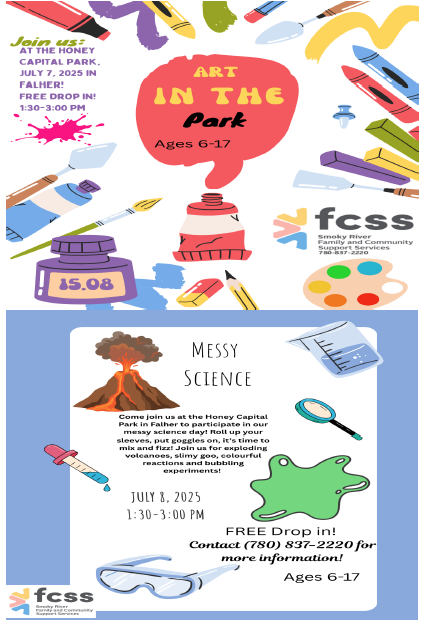 Join us:
AT THE HONEY
CAPITAL PARK,
JULY 7, 2025 IN
FALHER!
FREE DROP IN!
1:30-3:00 PM
ART
IN THE
Park
Ages 6-17
fcss
Smoky River
Family and Community
Support Services
780-837-2220
15.08
MESSY
SCIENCE
Come join us at the Honey Capital
Park in Falher to participate in our
messy science day! Roll up your
sleeves, put goggles on, it's time to
mix and fizz! Join us for exploding
volcanoes, slimy goo, colourful
reactions and bubbling
experiments!
JULY 8, 2025
1:30-3:00 PM
FREE Drop in!
Contact (780) 837-2220 for
more information!
Ages 6-17
fcss
Smoky River
Family and Community
Support Services